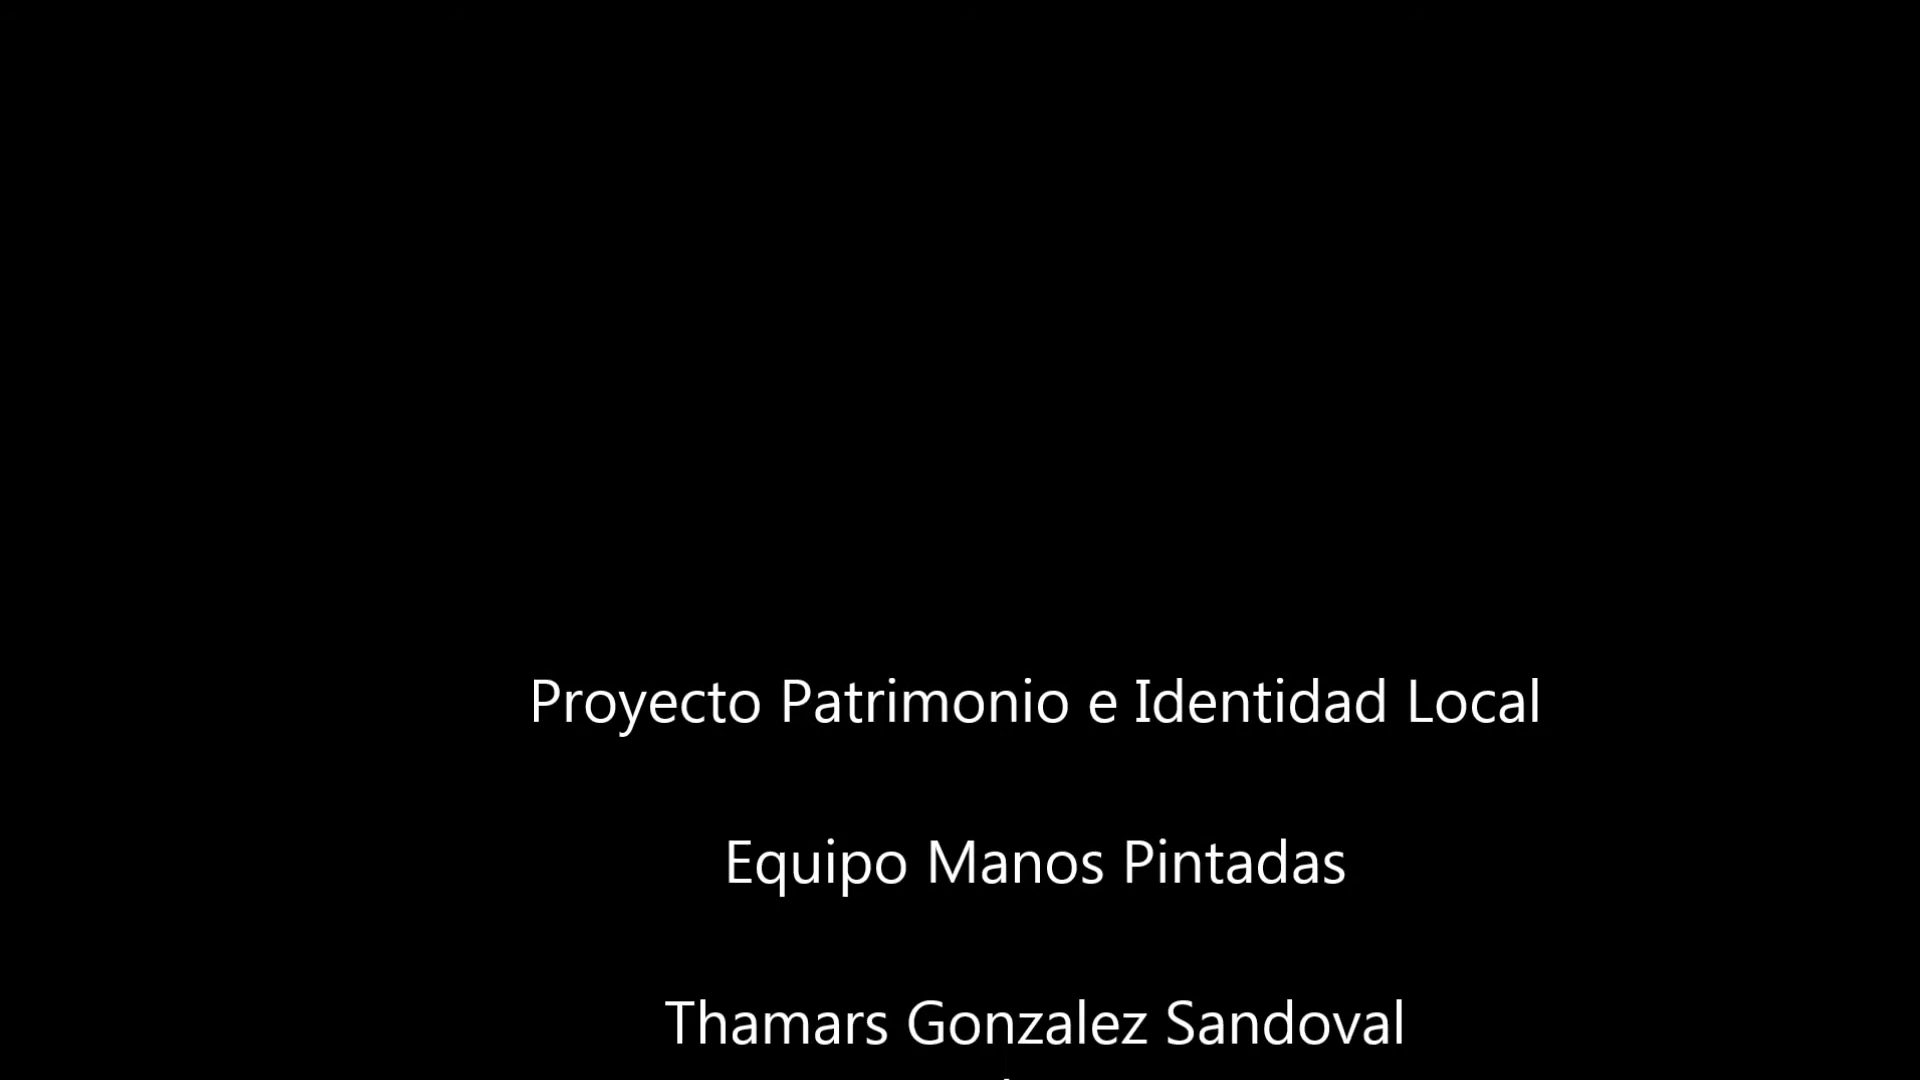 Proyecto Patrimonio e Identidad Local
Equipo Manos Pintadas
Thamars Gonzalez Sandoval